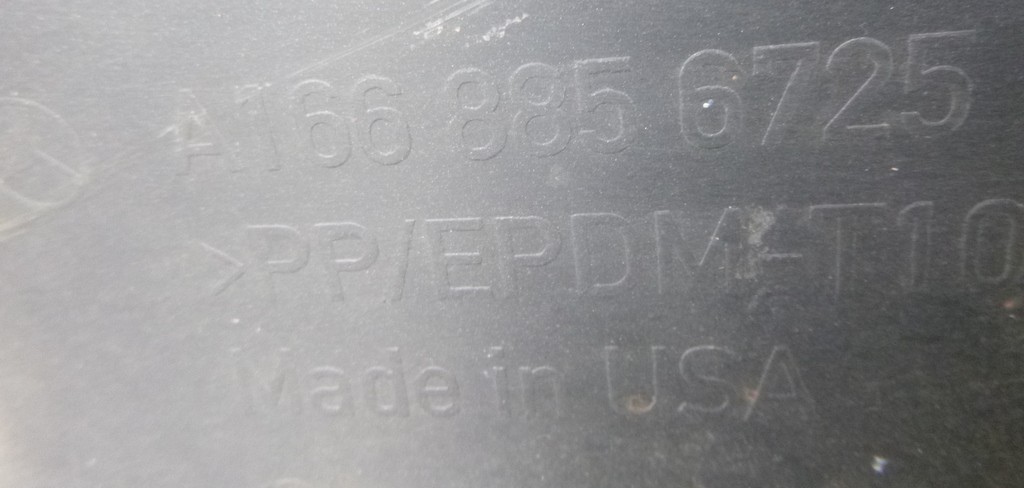 A166 885 6725
>PP/EPDM-T10
Made in USA